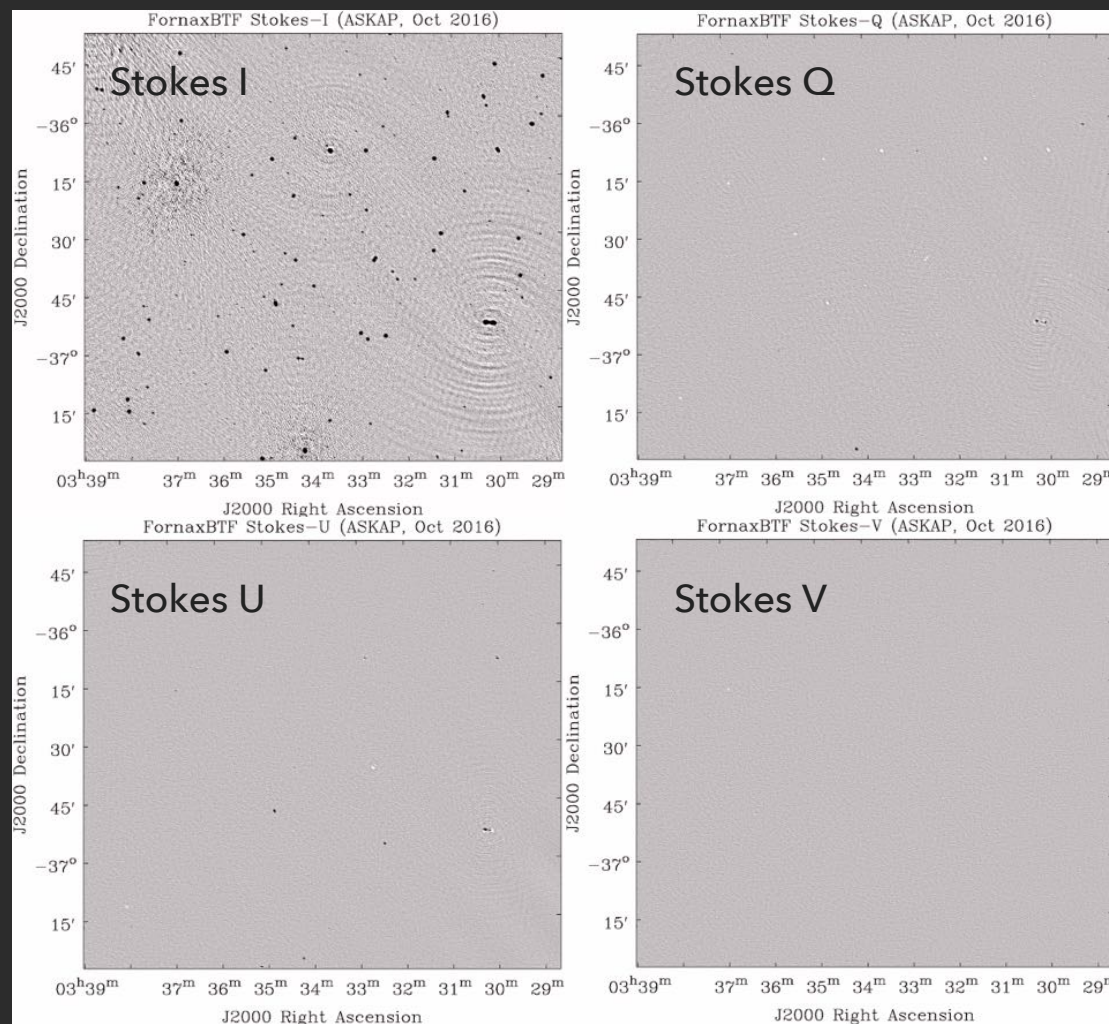 FornaxBTF Stokes-I (ASKAP, Oct 2016)
Stokes I
45'
-36°
15'
30'
45'
-37°
15'
J2000 Declination
03ʰ39ᵐ 37ᵐ 36ᵐ 35ᵐ 34ᵐ 33ᵐ 32ᵐ 31ᵐ 30ᵐ 29ᵐ
J2000 Right Ascension
FornaxBTF Stokes-Q (ASKAP, Oct 2016)
Stokes Q
45'
-36°
15'
30'
45'
-37°
15'
J2000 Declination
03ʰ39ᵐ 37ᵐ 36ᵐ 35ᵐ 34ᵐ 33ᵐ 32ᵐ 31ᵐ 30ᵐ 29ᵐ
J2000 Right Ascension
FornaxBTF Stokes-U (ASKAP, Oct 2016)
Stokes U
45'
-36°
15'
30'
45'
-37°
15'
J2000 Declination
03ʰ39ᵐ 37ᵐ 36ᵐ 35ᵐ 34ᵐ 33ᵐ 32ᵐ 31ᵐ 30ᵐ 29ᵐ
J2000 Right Ascension
FornaxBTF Stokes-V (ASKAP, Oct 2016)
Stokes V
45'
-36°
15'
30'
45'
-37°
15'
J2000 Declination
03ʰ39ᵐ 37ᵐ 36ᵐ 35ᵐ 34ᵐ 33ᵐ 32ᵐ 31ᵐ 30ᵐ 29ᵐ
J2000 Right Ascension